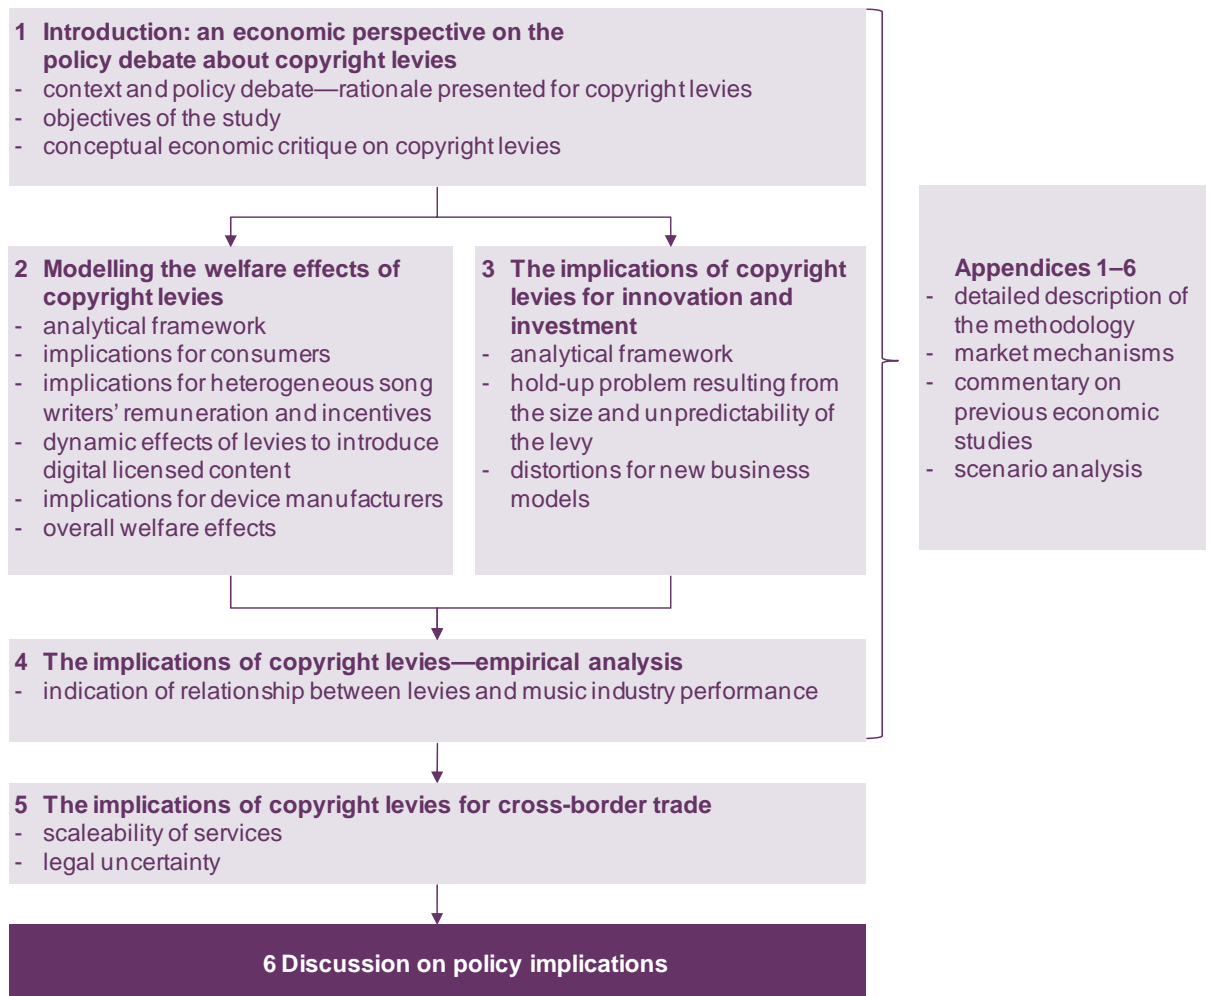 1 Introduction: an economic perspective on the
policy debate about copyright levies
- context and policy debate—rationale presented for copyright levies
- objectives of the study
- conceptual economic critique on copyright levies
2 Modelling the welfare effects of
copyright levies
- analytical framework
- implications for consumers
- implications for heterogeneous song
writers' remuneration and incentives
- dynamic effects of levies to introduce
digital licensed content
- implications for device manufacturers
- overall welfare effects
3 The implications of copyright
levies for innovation and
investment
- analytical framework
- hold-up problem resulting from
the size and unpredictability of
the levy
- distortions for new business
models
Appendices 1–6
- detailed description of
the methodology
- market mechanisms
- commentary on
previous economic
studies
- scenario analysis
4 The implications of copyright levies—empirical analysis
- indication of relationship between levies and music industry performance
5 The implications of copyright levies for cross-border trade
- scaleability of services
- legal uncertainty
6 Discussion on policy implications